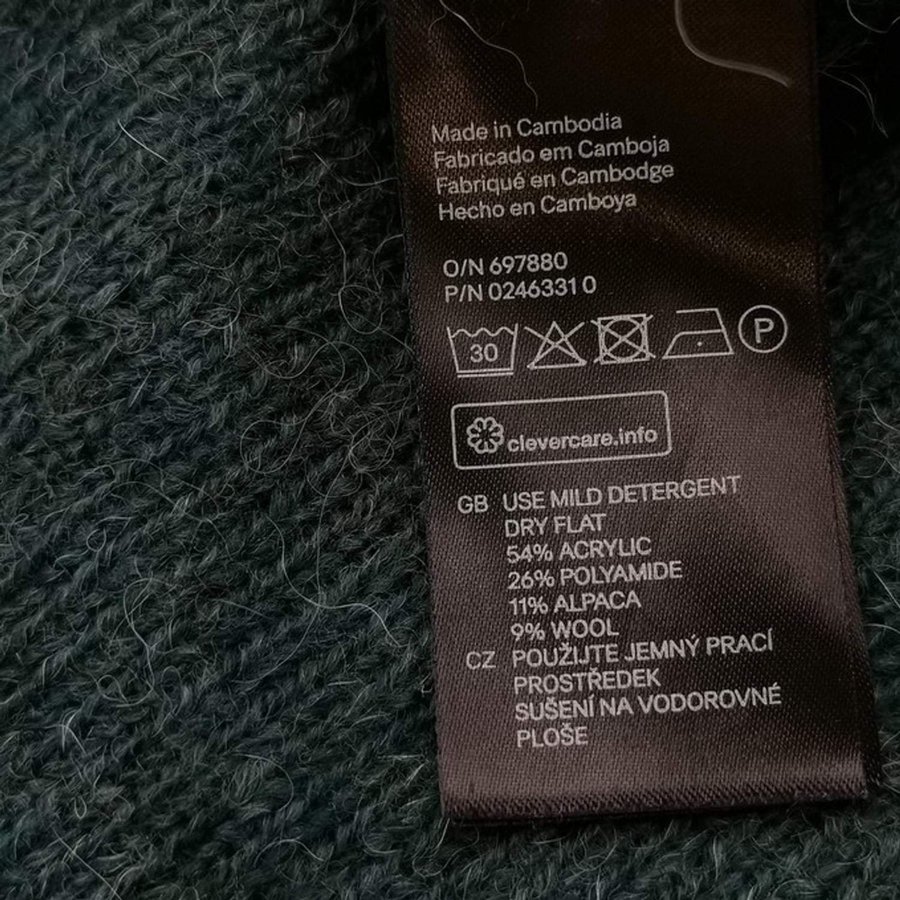 Made in Cambodia
Fabricado em Camboja
Fabriqué en Cambodge
Hecho en Camboya
O/N 697880
P/N 0246331 0
30 P
clevercare.info
GB USE MILD DETERGENT
DRY FLAT
54% ACRYLIC
26% POLYAMIDE
11% ALPACA
9% WOOL
CZ POUŽIJTE JEMNÝ PRACÍ
PROSTŘEDEK
SUŠENÍ NA VODOROVNÉ
PLOŠE